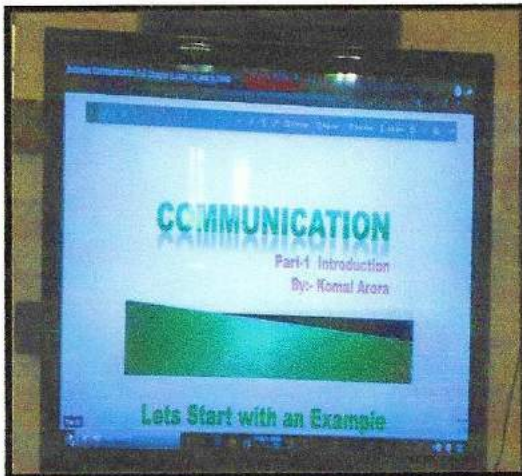 COMMUNICATION
Part-1 Introduction
By:- Komal Arora
Lets Start with an Example